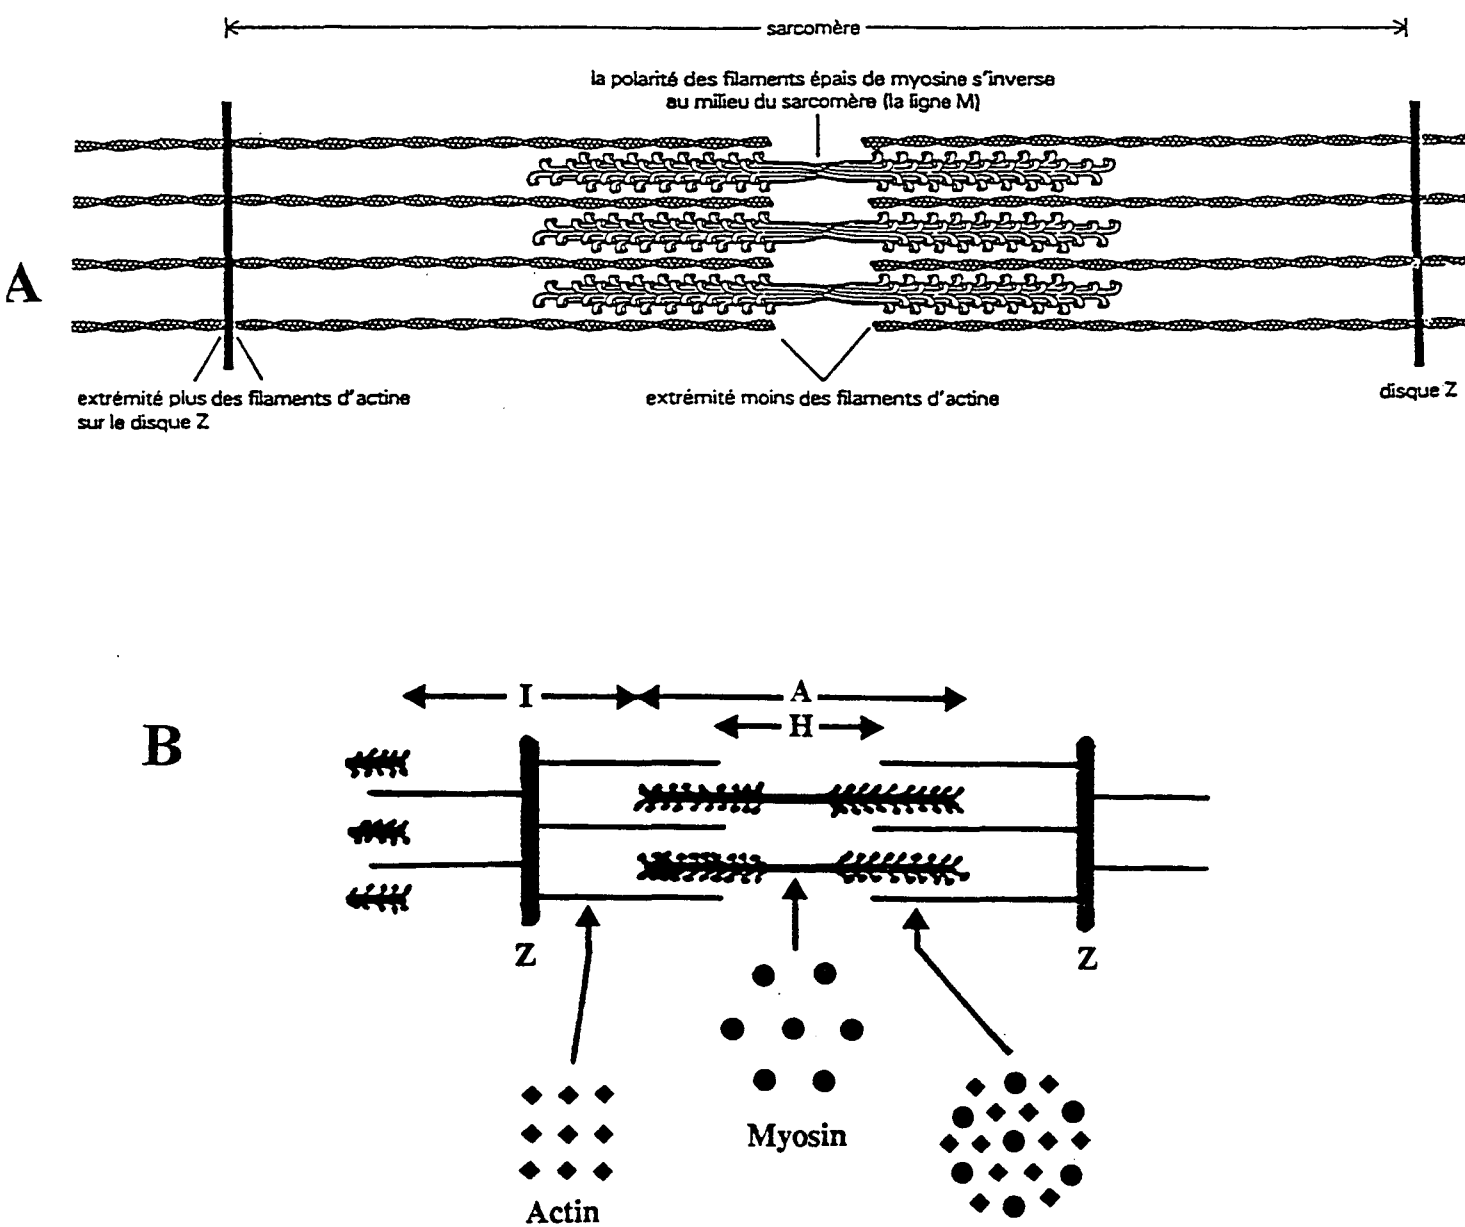 sarcomère
la polarité des filaments épais de myosine s'inverse
au milieu du sarcomère (la ligne M)
A
extrémité plus des filaments d'actine
sur le disque Z
extrémité moins des filaments d'actine
disque Z
B
I
A
H
Z
Z
Myosin
Actin